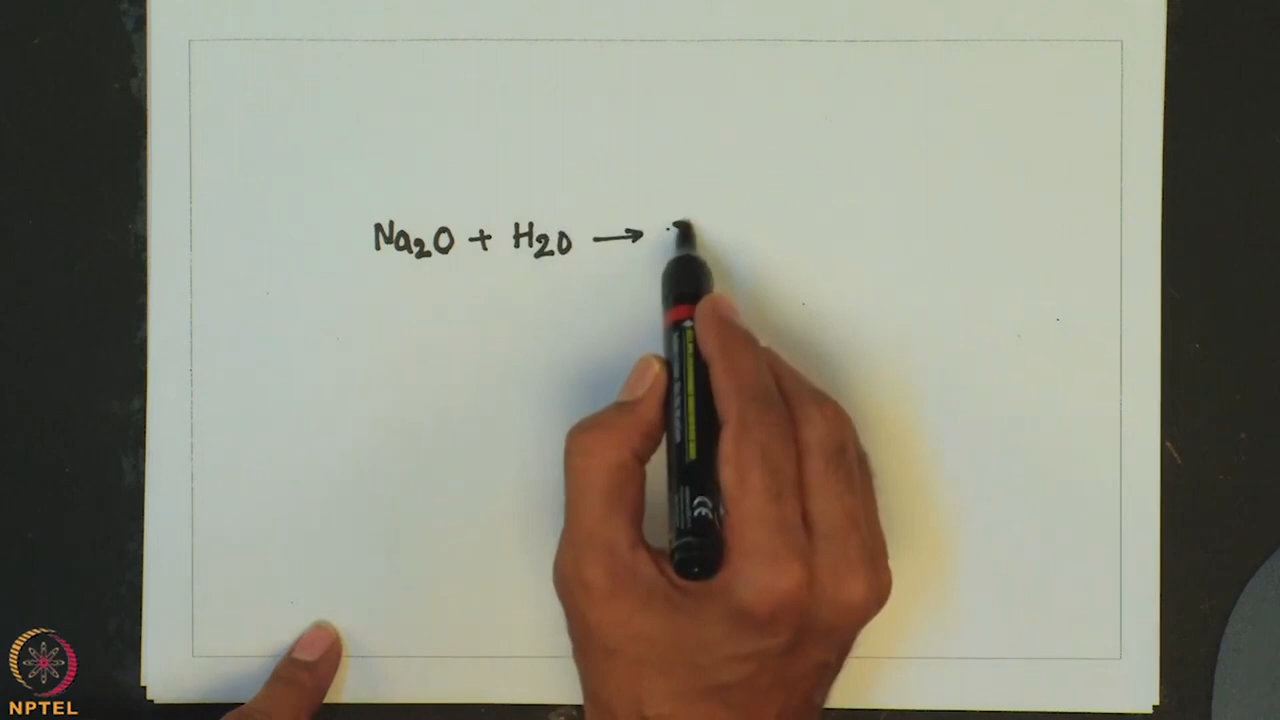 Na₂O + H₂O →
NPTEL